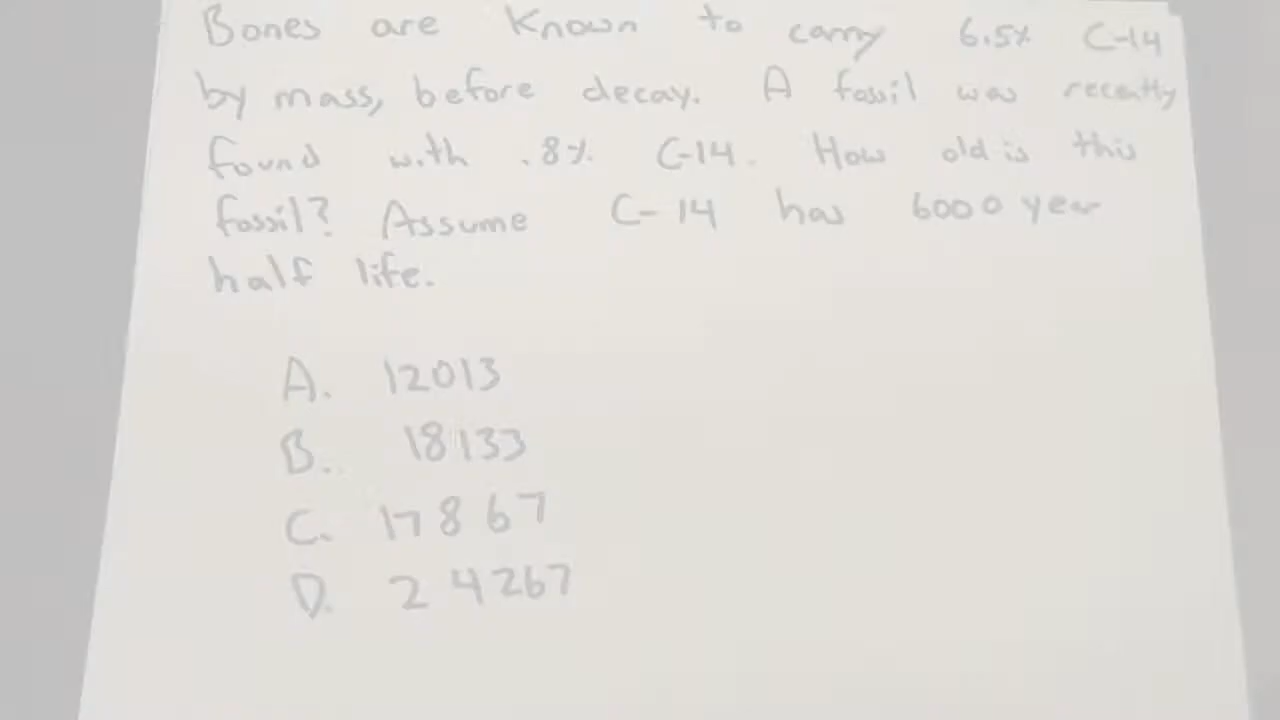 Bones are known to carry 6.5% C-14
by mass, before decay. A fossil was recently
found with .8% C-14. How old is this
fossil? Assume C-14 has 6000 year
half life.
A. 12013
B. 18133
C. 17867
D. 24267